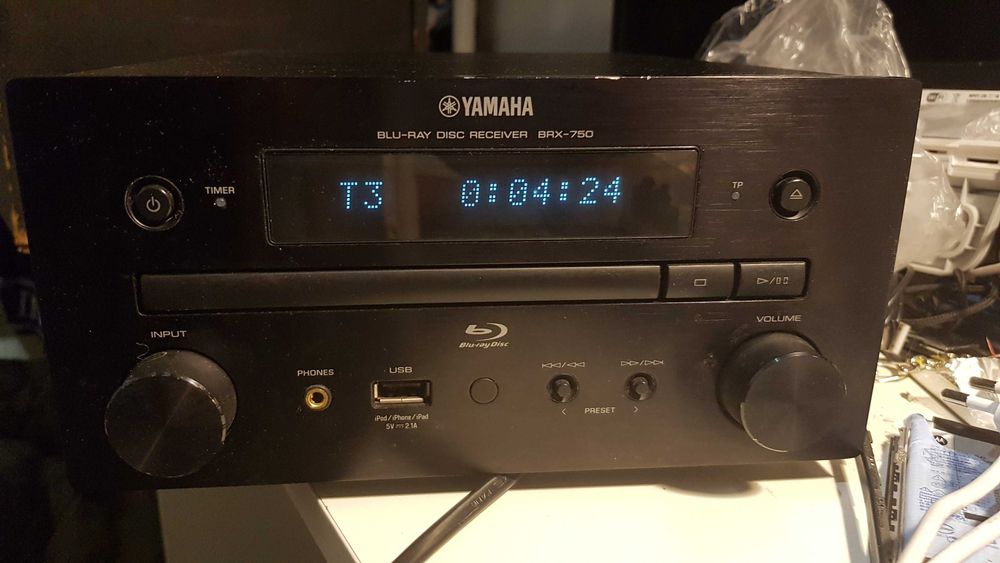 YAMAHA
BLU-RAY DISC RECEIVER BRX-750
TIMER
T3 0:04:24
TP
INPUT
VOLUME
Blu-ray Disc
PHONES
USB
iPod/iPhone/iPad
5V 2.1A
PRESET